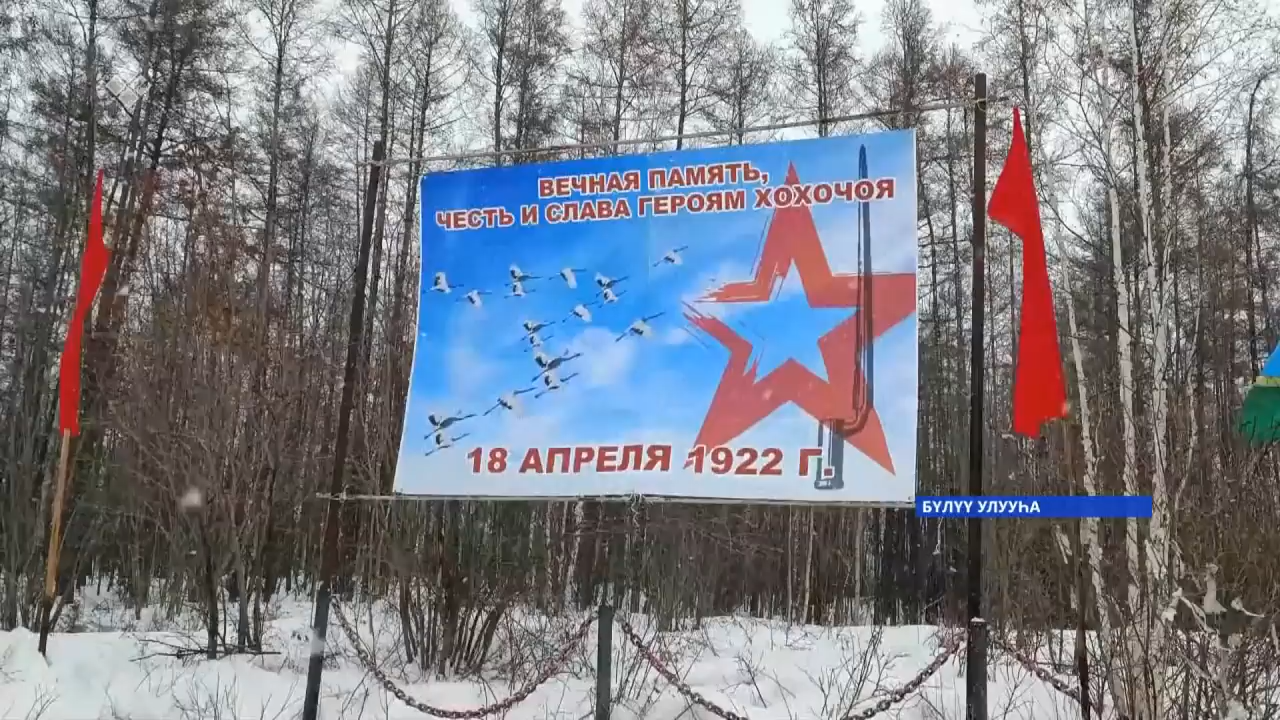 ВЕЧНАЯ ПАМЯТЬ,
ЧЕСТЬ И СЛАВА ГЕРОЯМ ХОХОЧОЯ
18 АПРЕЛЯ 1922 Г.
БҮЛҮҮ УЛУУҺА